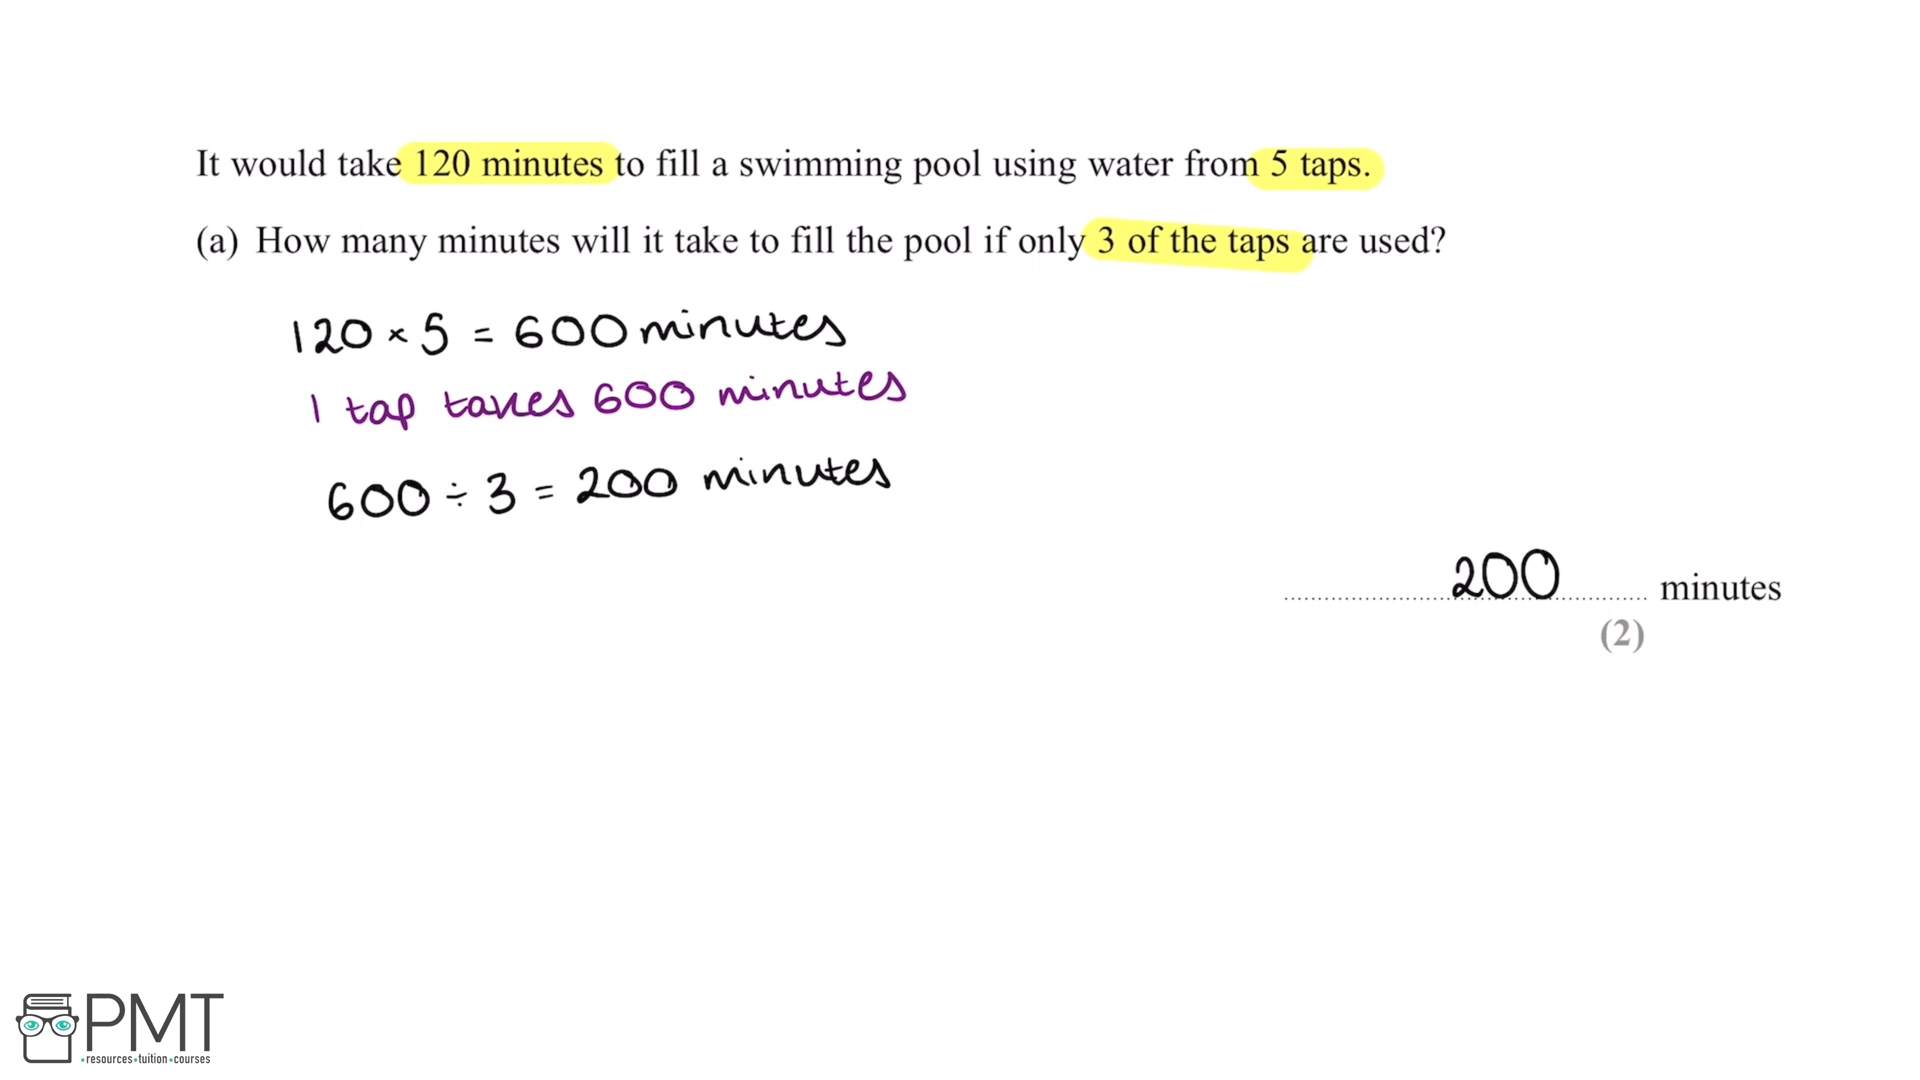 It would take 120 minutes to fill a swimming pool using water from 5 taps.
(a) How many minutes will it take to fill the pool if only 3 of the taps are used?
120 × 5 = 600 minutes
1 tap takes 600 minutes
600 ÷ 3 = 200 minutes
200 minutes
(2)
PMT
•resources•tuition•courses